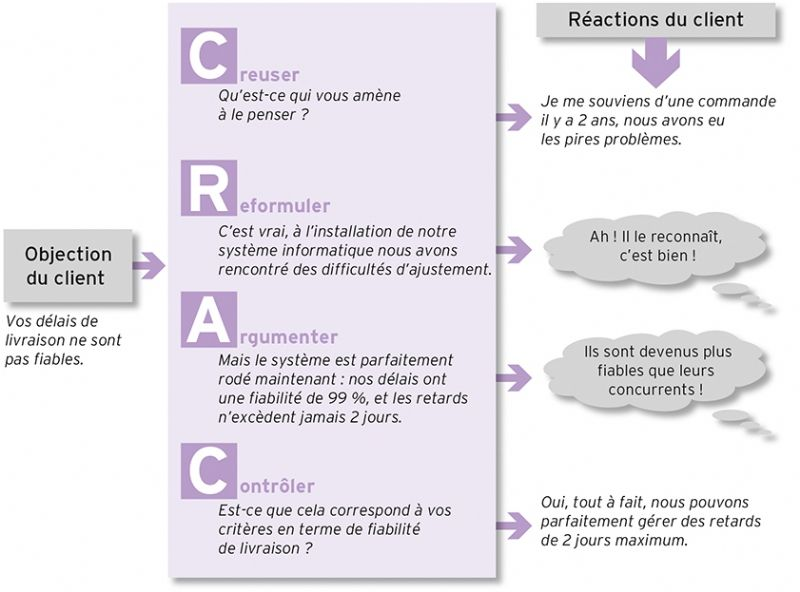 Réactions du client
Creuser
Qu'est-ce qui vous amène
à le penser ?
Je me souviens d'une commande
il y a 2 ans, nous avons eu
les pires problèmes.
Reformuler
C'est vrai, à l'installation de notre
système informatique nous avons
rencontré des difficultés d'ajustement.
Ah ! Il le reconnaît,
c'est bien !
Objection
du client
Vos délais de
livraison ne sont
pas fiables.
Argumenter
Mais le système est parfaitement
rodé maintenant : nos délais ont
une fiabilité de 99 %, et les retards
n'excèdent jamais 2 jours.
Ils sont devenus plus
fiables que leurs
concurrents !
Contrôler
Est-ce que cela correspond à vos
critères en terme de fiabilité
de livraison ?
Oui, tout à fait, nous pouvons
parfaitement gérer des retards
de 2 jours maximum.